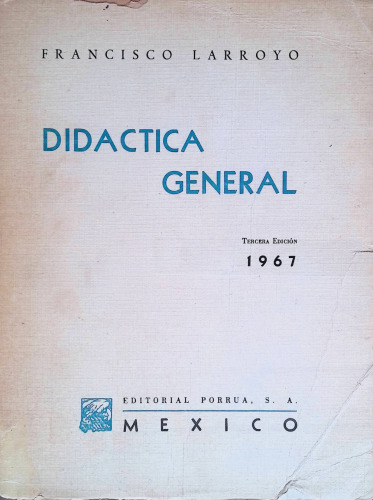 FRANCISCO LARROYO
DIDACTICA
GENERAL
TERCERA EDICIÓN
1967
EDITORIAL PORRUA, S. A.
MEXICO